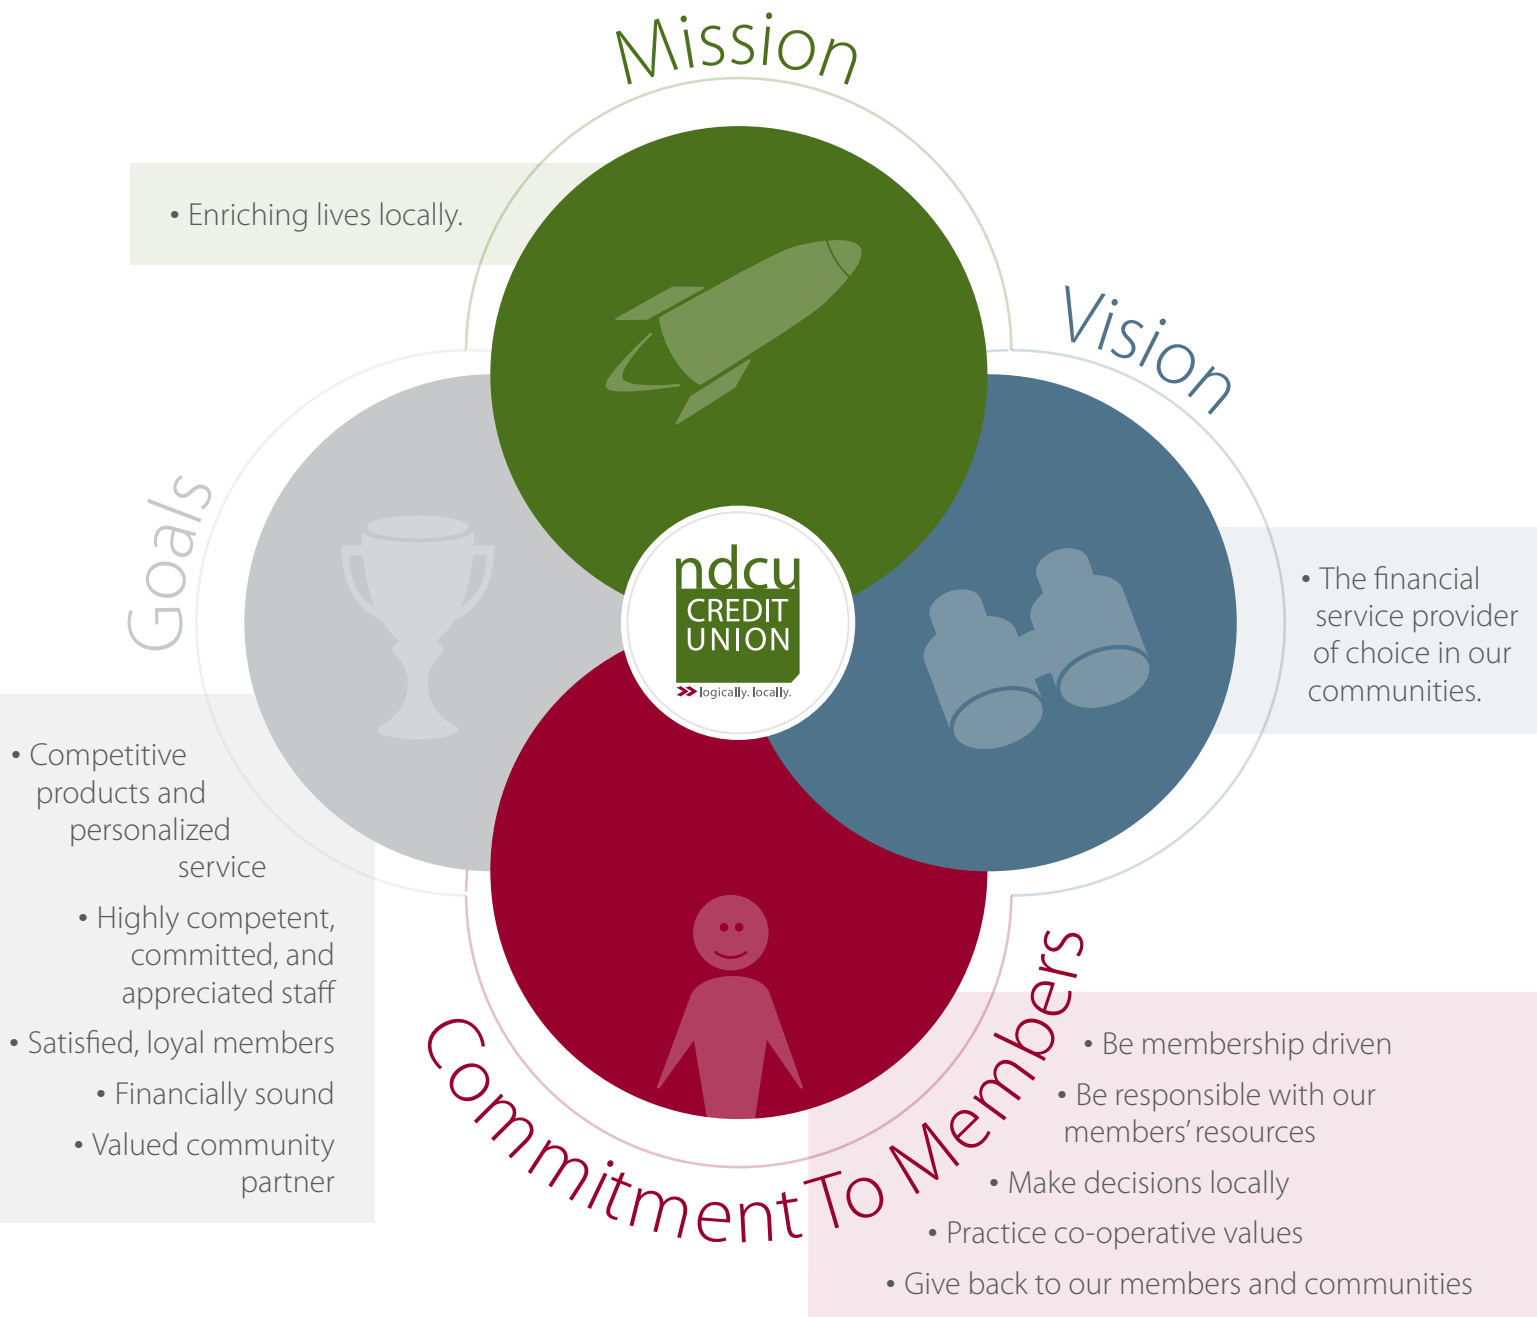 Mission
• Enriching lives locally.
Vision
• The financial
service provider
of choice in our
communities.
Goals
• Competitive
products and
personalized
service
• Highly competent,
committed, and
appreciated staff
• Satisfied, loyal members
• Financially sound
• Valued community
partner
ndcu
CREDIT
UNION
logically. locally.
Commitment To Members
• Be membership driven
• Be responsible with our
members' resources
• Make decisions locally
• Practice co-operative values
• Give back to our members and communities